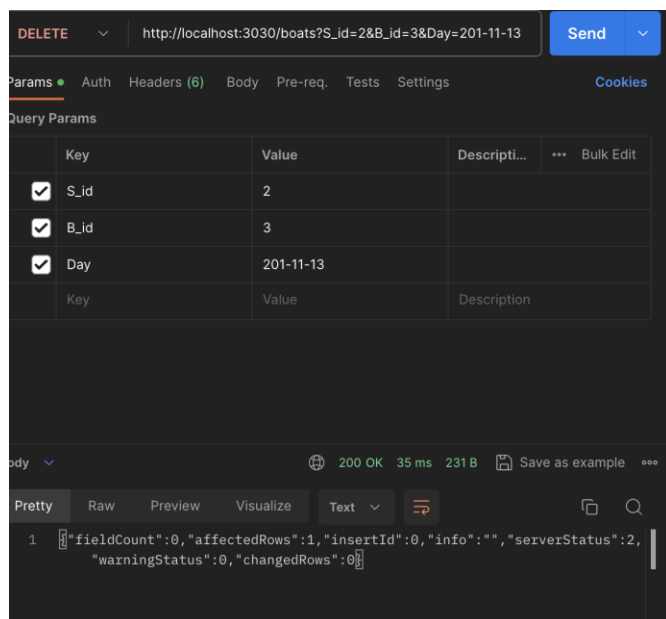 DELETE http://localhost:3030/boats?S_id=2&B_id=3&Day=201-11-13 Send
Params Auth Headers (6) Body Pre-req. Tests Settings Cookies
Query Params
Key Value Descripti... Bulk Edit
S_id 2
B_id 3
Day 201-11-13
Key Value Description
ody 200 OK 35 ms 231 B Save as example
Pretty Raw Preview Visualize Text
1 {"fieldCount":0,"affectedRows":1,"insertId":0,"info":"","serverStatus":2,
"warningStatus":0,"changedRows":0}